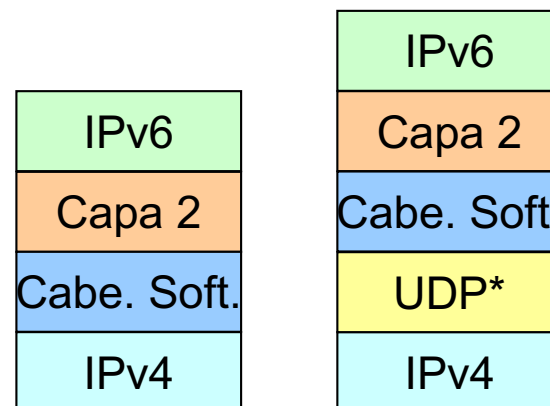 IPv6
Capa 2
Cabe. Soft.
IPv4
IPv6
Capa 2
Cabe. Soft
UDP*
IPv4